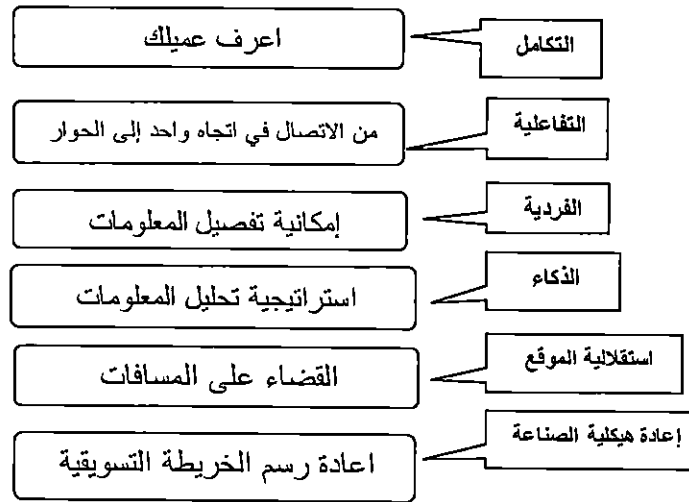 التكامل
اعرف عميلك
التفاعلية
من الاتصال في اتجاه واحد إلى الحوار
الفردية
إمكانية تفصيل المعلومات
الذكاء
استراتيجية تحليل المعلومات
استقلالية الموقع
القضاء على المسافات
إعادة هيكلية الصناعة
اعادة رسم الخريطة التسويقية